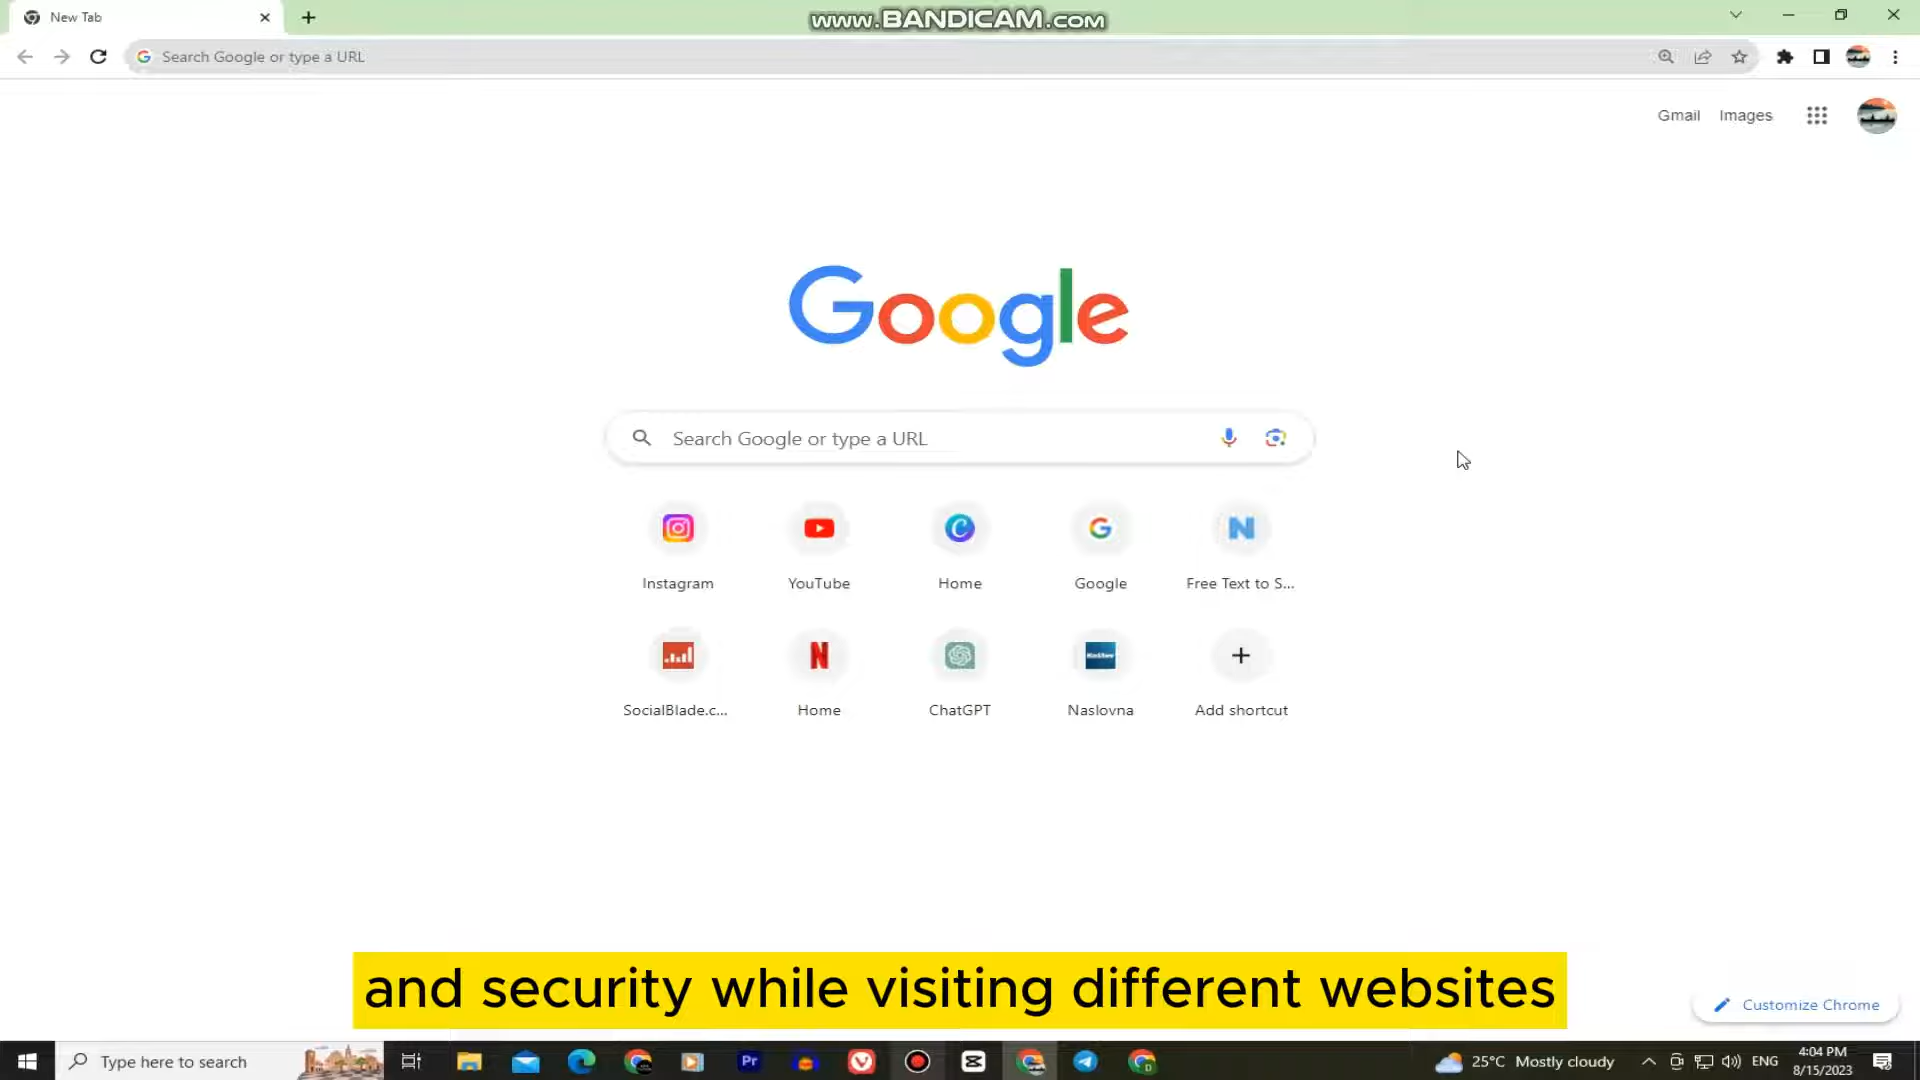 New Tab
www.BANDICAM.com
Search Google or type a URL
Gmail Images
Google
Search Google or type a URL
Instagram YouTube Home Google Free Text to S...
SocialBlade.c... Home ChatGPT Naslovna Add shortcut
and security while visiting different websites
Customize Chrome
Type here to search
Pr
25°C Mostly cloudy
ENG
4:04 PM
8/15/2023